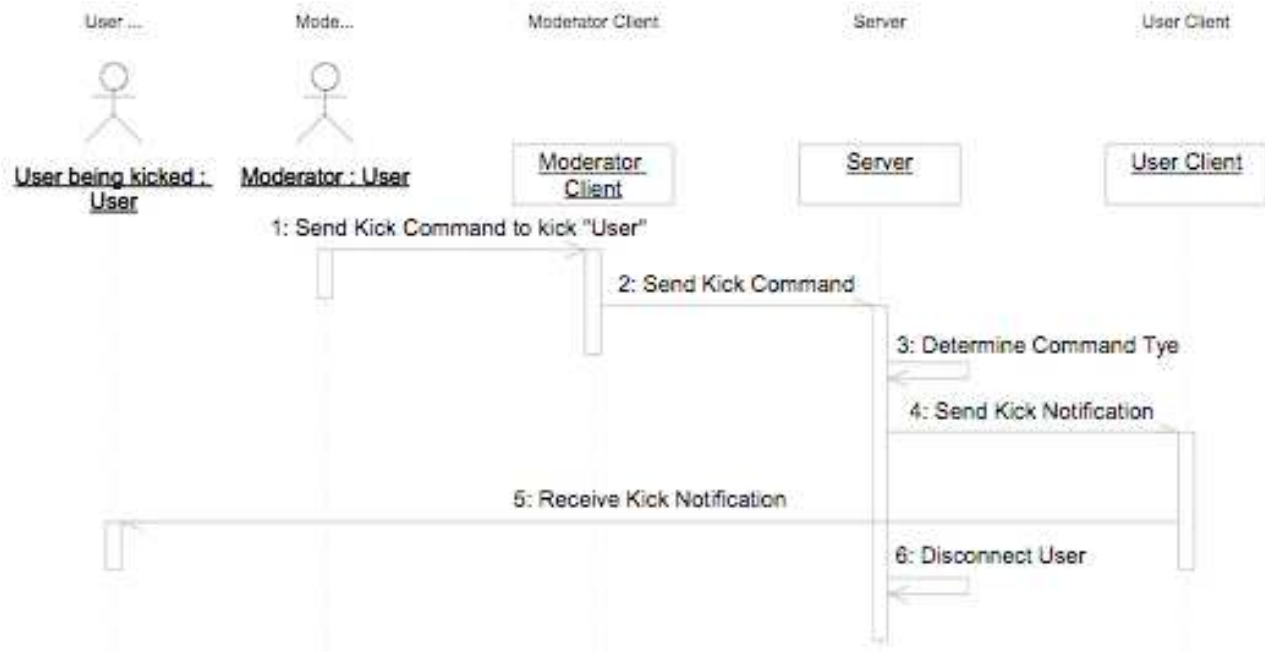 User ...
Mode...
Moderator Client
Server
User Client
User being kicked :
User
Moderator : User
Moderator
Client
Server
User Client
1: Send Kick Command to kick "User"
2: Send Kick Command
3: Determine Command Tye
4: Send Kick Notification
5: Receive Kick Notification
6: Disconnect User